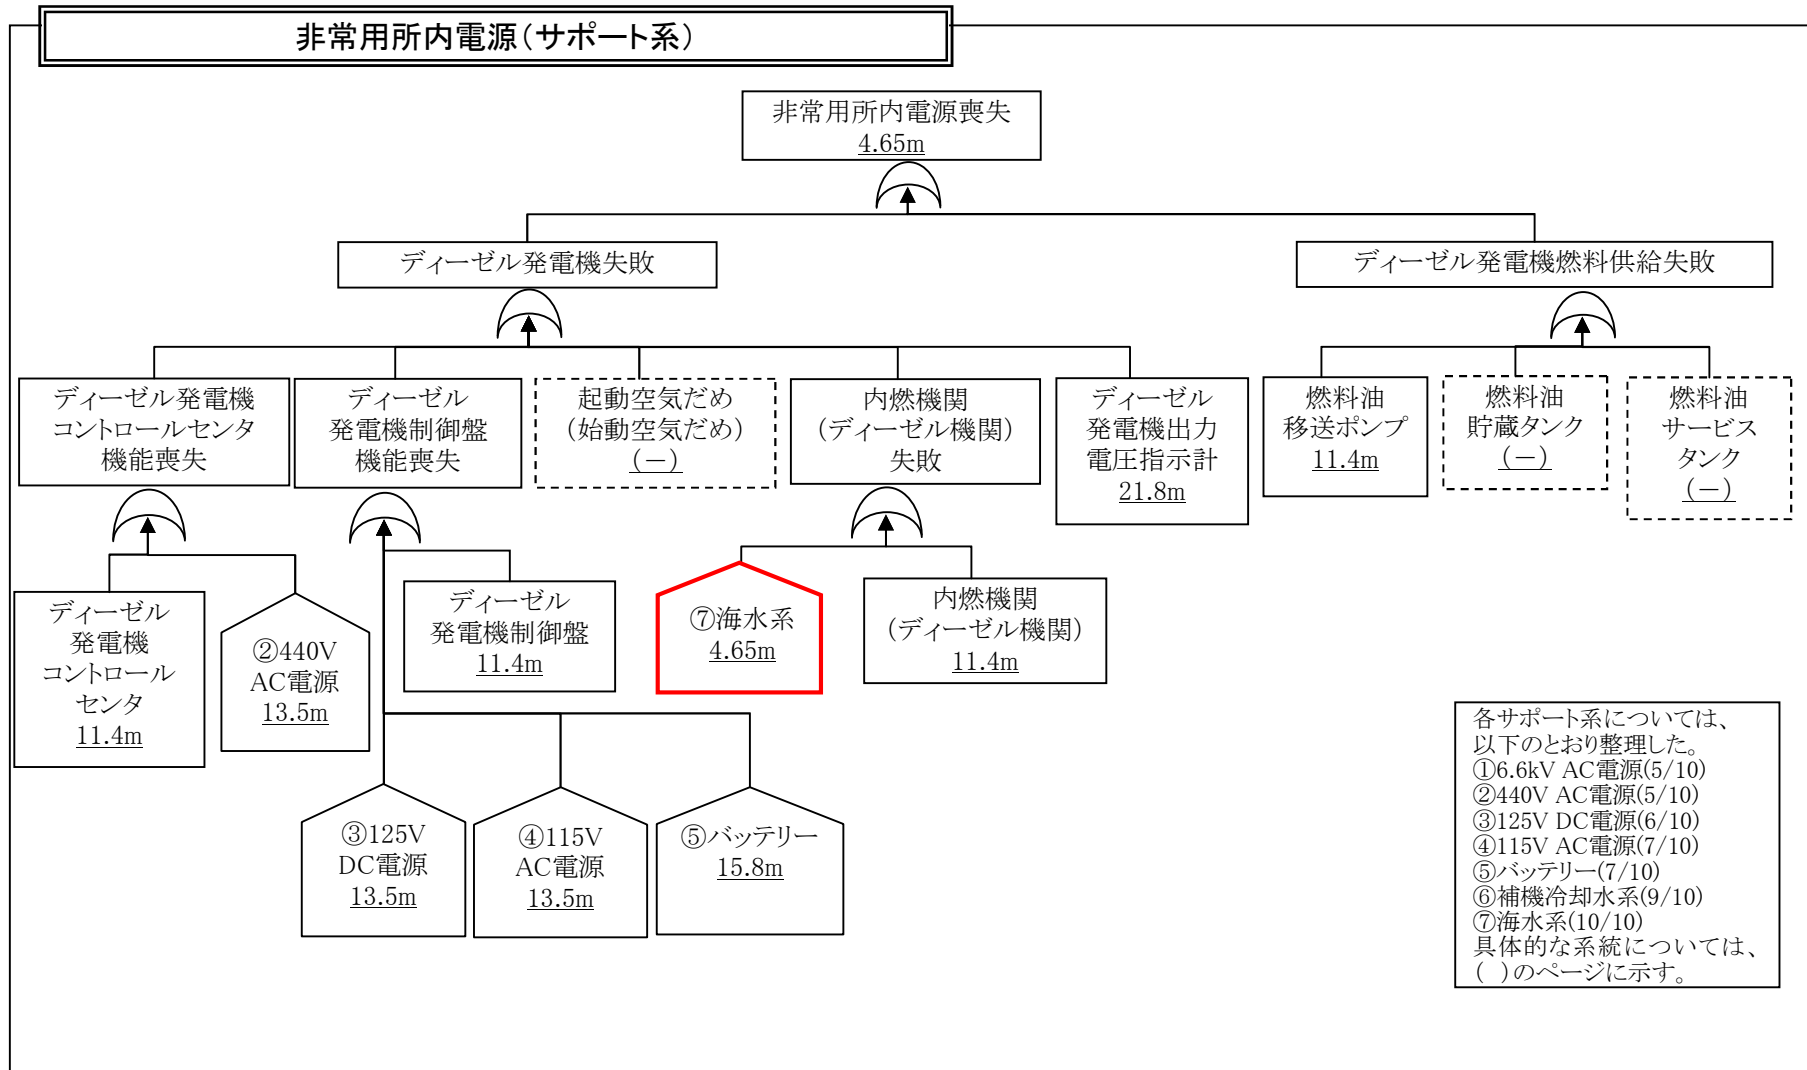 非常用所内電源(サポート系)
非常用所内電源喪失
4.65m
ディーゼル発電機失敗
ディーゼル発電機燃料供給失敗
ディーゼル発電機
コントロールセンタ
機能喪失
ディーゼル
発電機制御盤
機能喪失
起動空気だめ
(始動空気だめ)
(－)
内燃機関
(ディーゼル機関)
失敗
ディーゼル
発電機出力
電圧指示計
21.8m
燃料油
移送ポンプ
11.4m
燃料油
貯蔵タンク
(－)
燃料油
サービス
タンク
(－)
ディーゼル
発電機
コントロール
センタ
11.4m
②440V
AC電源
13.5m
ディーゼル
発電機制御盤
11.4m
⑦海水系
4.65m
内燃機関
(ディーゼル機関)
11.4m
③125V
DC電源
13.5m
④115V
AC電源
13.5m
⑤バッテリー
15.8m
各サポート系については、
以下のとおり整理した。
①6.6kV AC電源(5/10)
②440V AC電源(5/10)
③125V DC電源(6/10)
④115V AC電源(7/10)
⑤バッテリー(7/10)
⑥補機冷却水系(9/10)
⑦海水系(10/10)
具体的な系統については、
( )のページに示す。